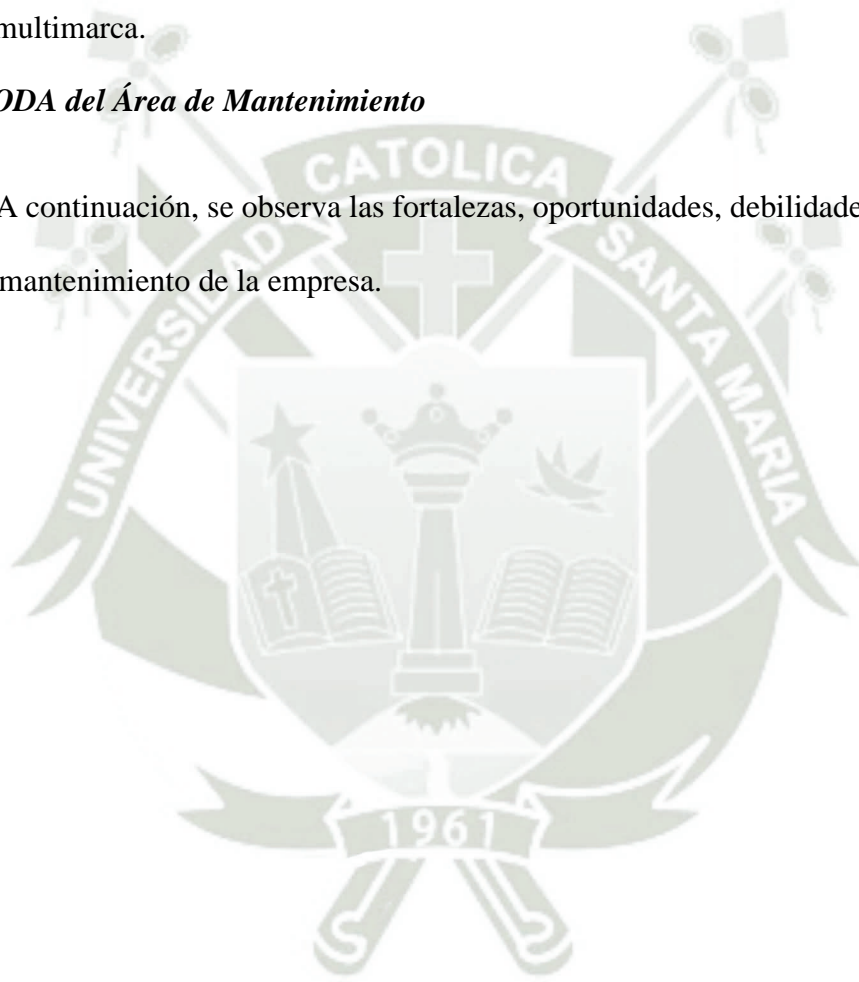 multimarca.
ODA del Área de Mantenimiento
A continuación, se observa las fortalezas, oportunidades, debilidade
mantenimiento de la empresa.
UNIVERSIDAD CATOLICA SANTA MARIA
1961